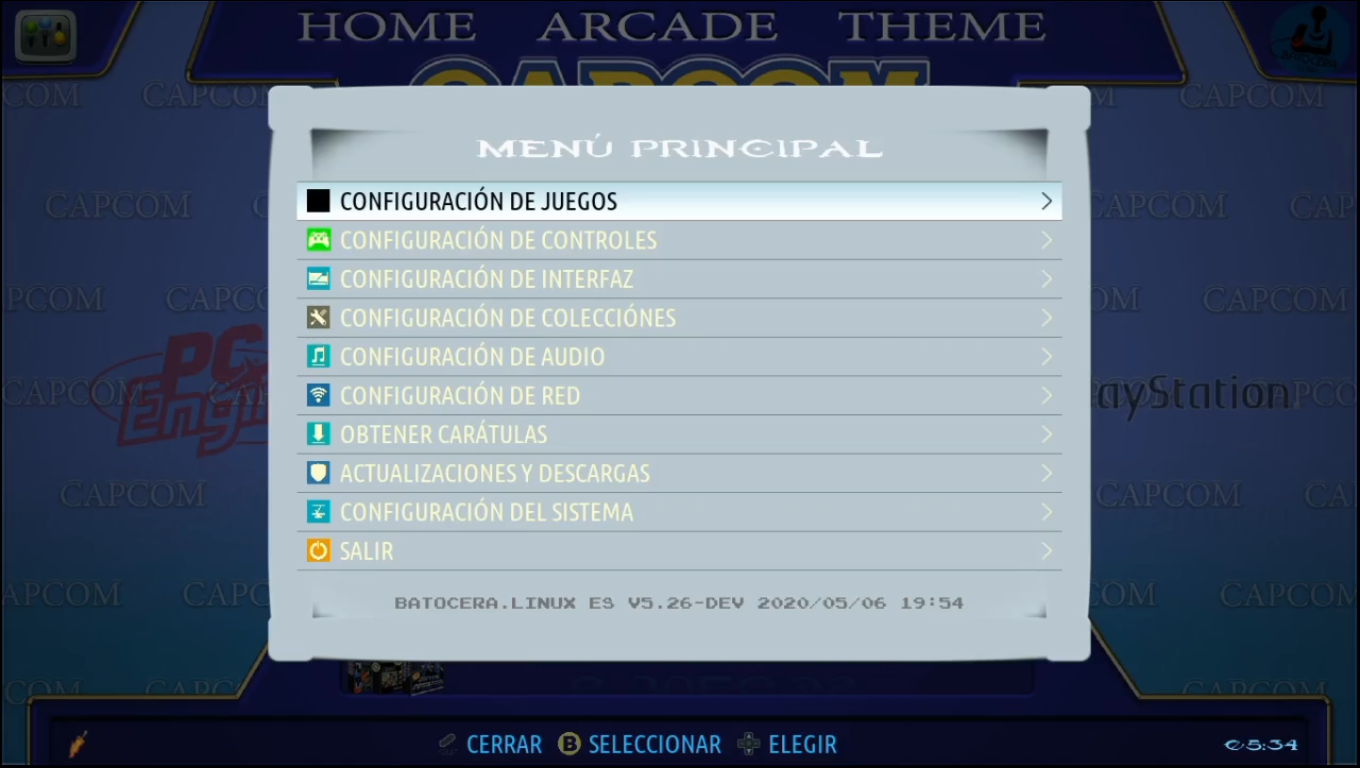 HOME ARCADE THEME
CAPCOM
MENÚ PRINCIPAL
CONFIGURACIÓN DE JUEGOS
CONFIGURACIÓN DE CONTROLES
CONFIGURACIÓN DE INTERFAZ
CONFIGURACIÓN DE COLECCIÓNES
CONFIGURACIÓN DE AUDIO
CONFIGURACIÓN DE RED
OBTENER CARÁTULAS
ACTUALIZACIONES Y DESCARGAS
CONFIGURACIÓN DEL SISTEMA
SALIR
BATOCERA.LINUX ES V5.26-DEV 2020/05/06 19:54
CERRAR B SELECCIONAR ELEGIR
05:34